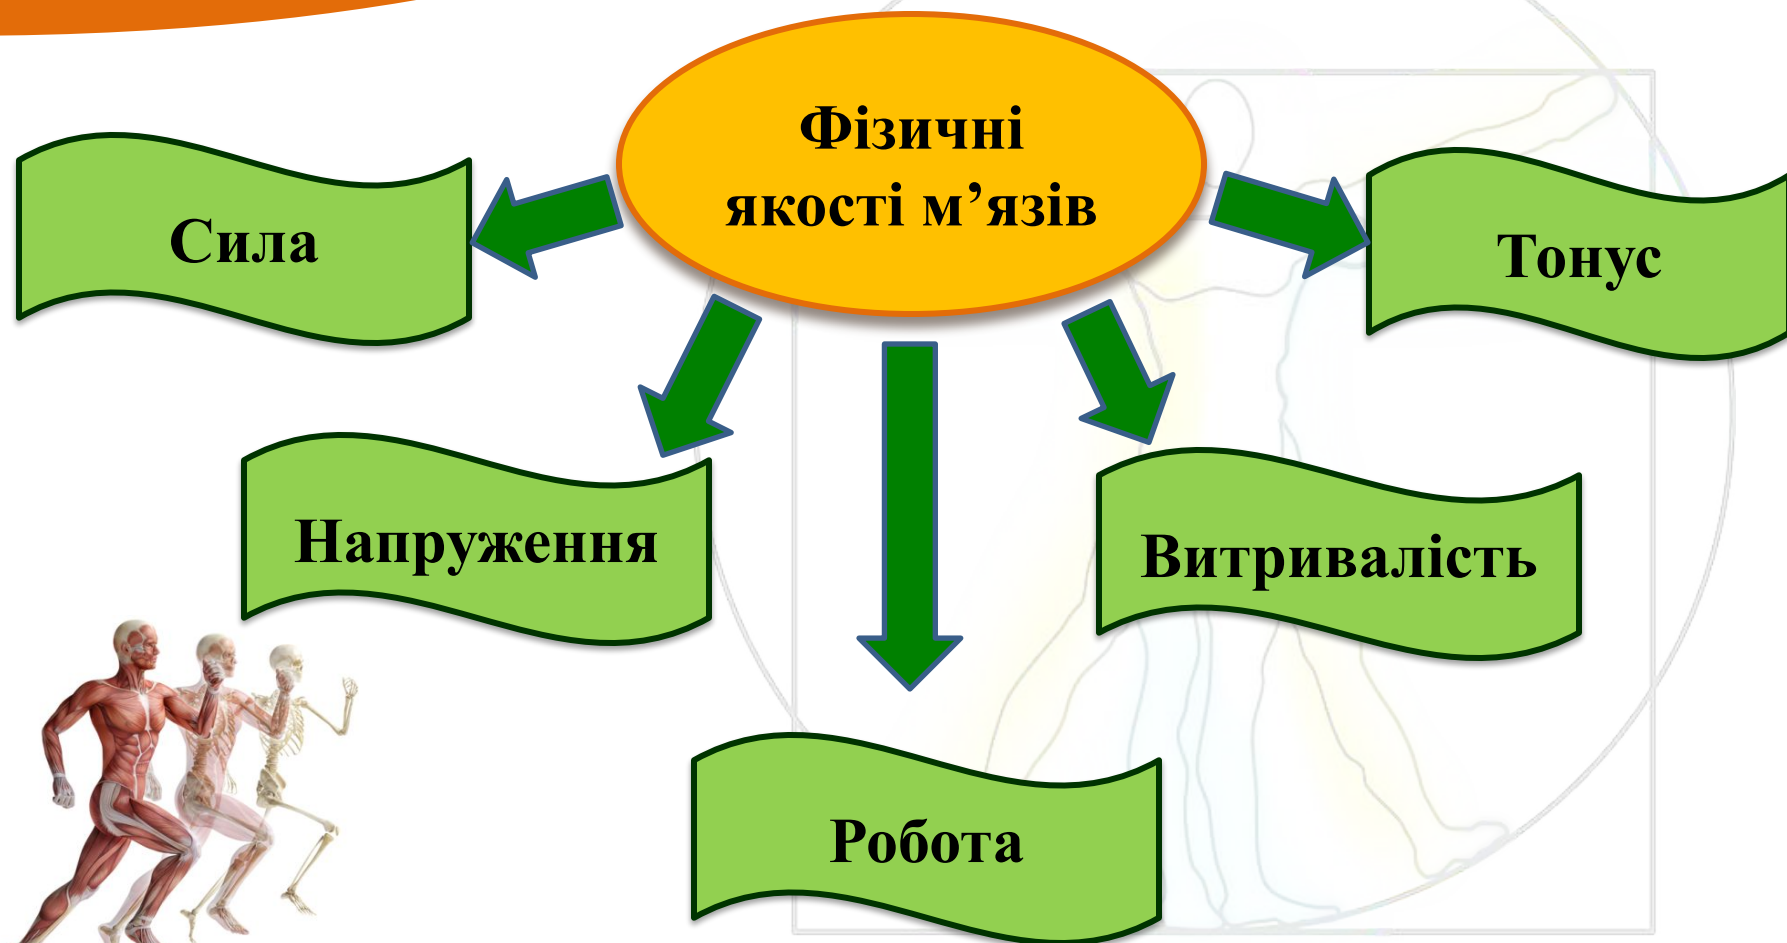 Фізичні
якості м’язів
Сила
Тонус
Напруження
Витривалість
Робота